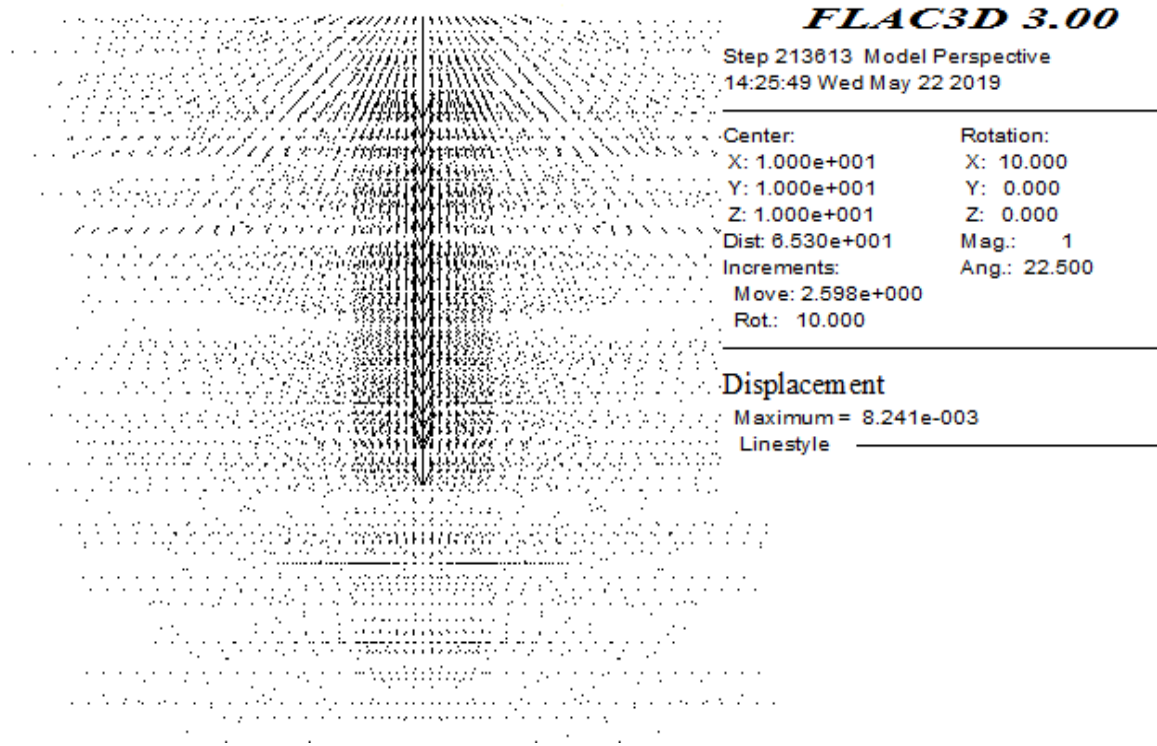 FLAC3D 3.00
Step 213613 Model Perspective
14:25:49 Wed May 22 2019
Center: Rotation:
X: 1.000e+001 X: 10.000
Y: 1.000e+001 Y: 0.000
Z: 1.000e+001 Z: 0.000
Dist: 6.530e+001 Mag.: 1
Increments: Ang.: 22.500
Move: 2.598e+000
Rot.: 10.000
Displacement
Maximum = 8.241e-003
Linestyle